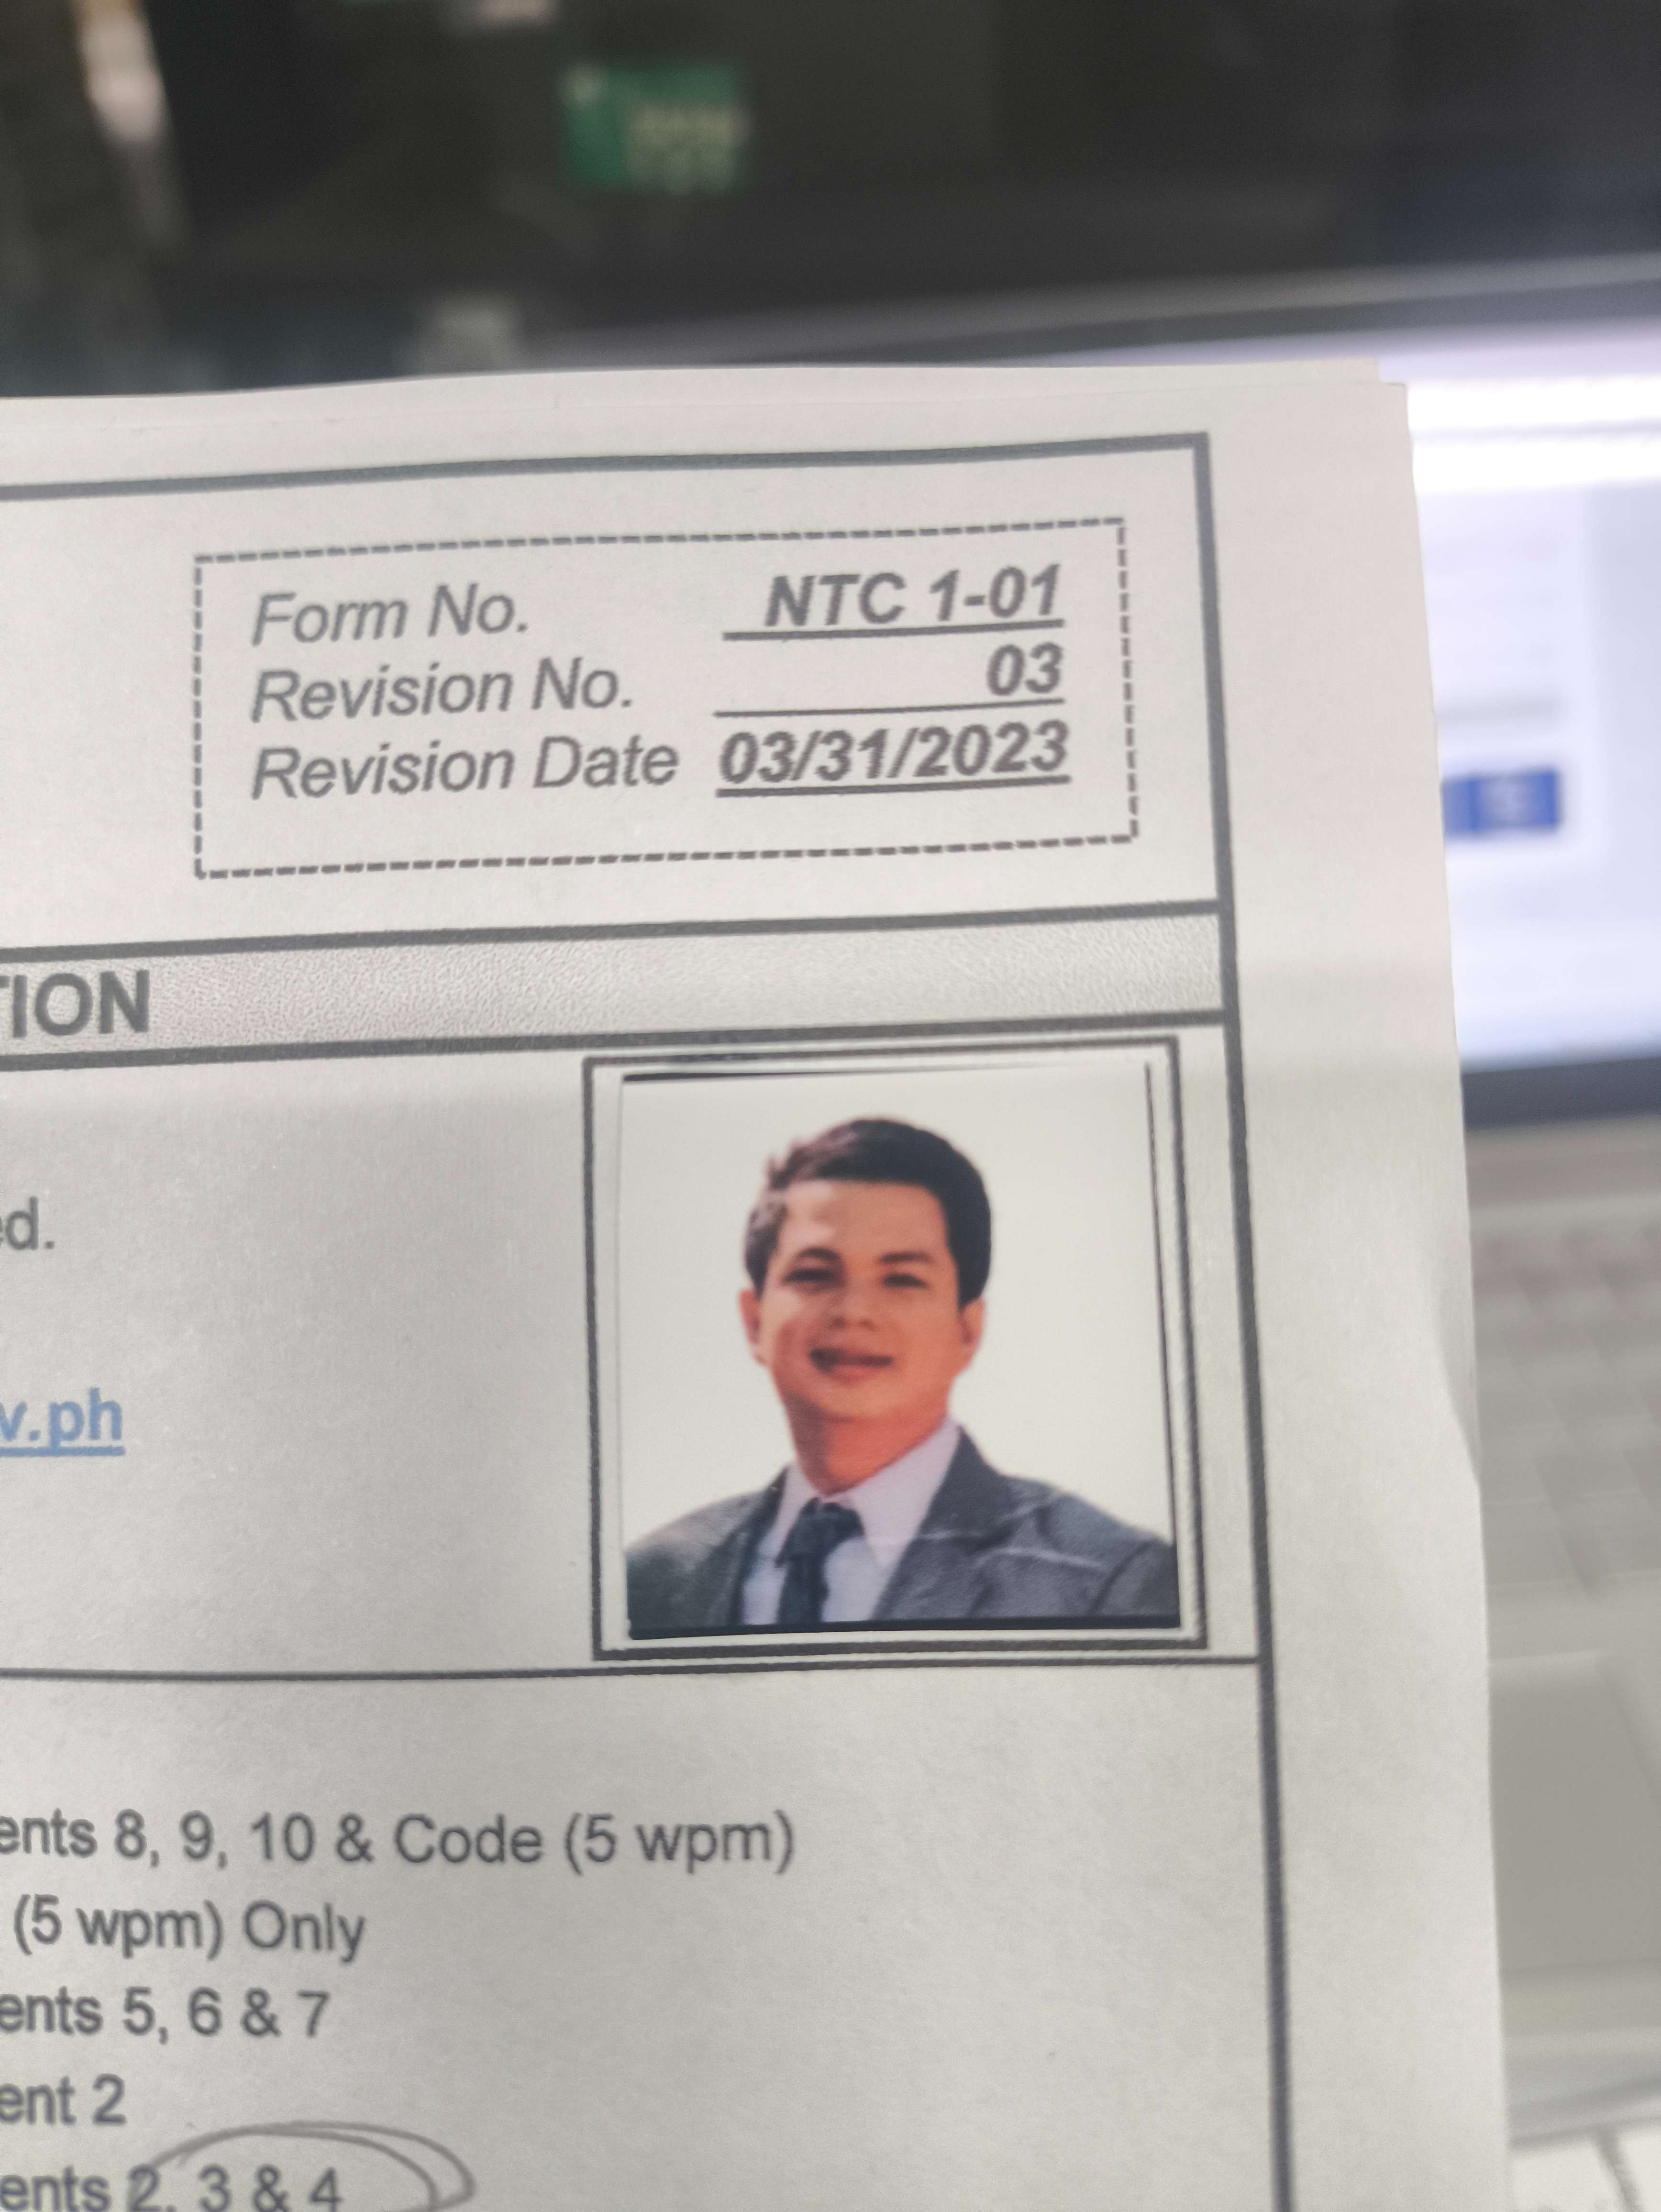 Form No. NTC 1-01
Revision No. 03
Revision Date 03/31/2023
TION
ed.
v.ph
ents 8, 9, 10 & Code (5 wpm)
(5 wpm) Only
ents 5, 6 & 7
ent 2
ents 2, 3 & 4